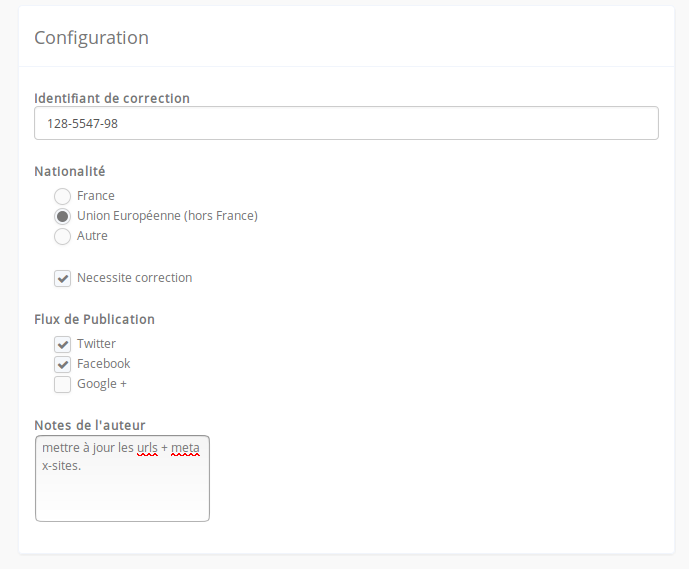 Configuration
Identifiant de correction
128-5547-98
Nationalité
France
Union Européenne (hors France)
Autre
Necessite correction
Flux de Publication
Twitter
Facebook
Google +
Notes de l'auteur
mettre à jour les urls + meta
x-sites.